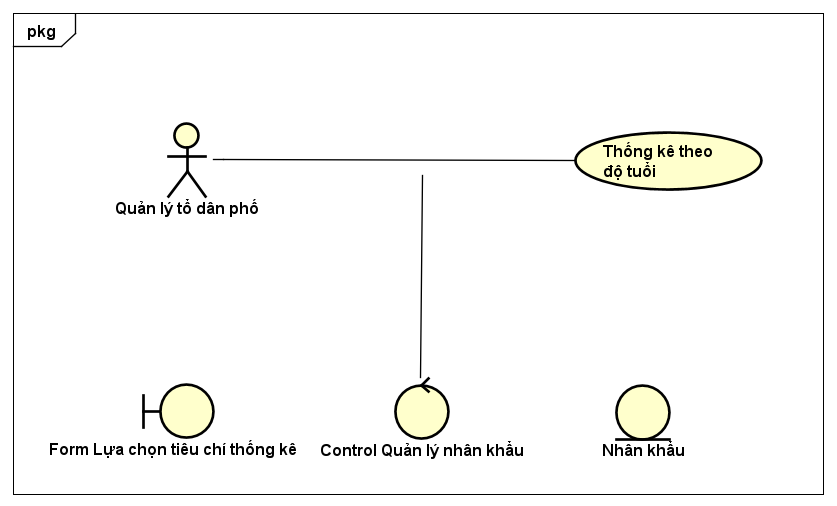 pkg
Thống kê theo
độ tuổi
Quản lý tổ dân phố
Form Lựa chọn tiêu chí thống kê
Control Quản lý nhân khẩu
Nhân khẩu